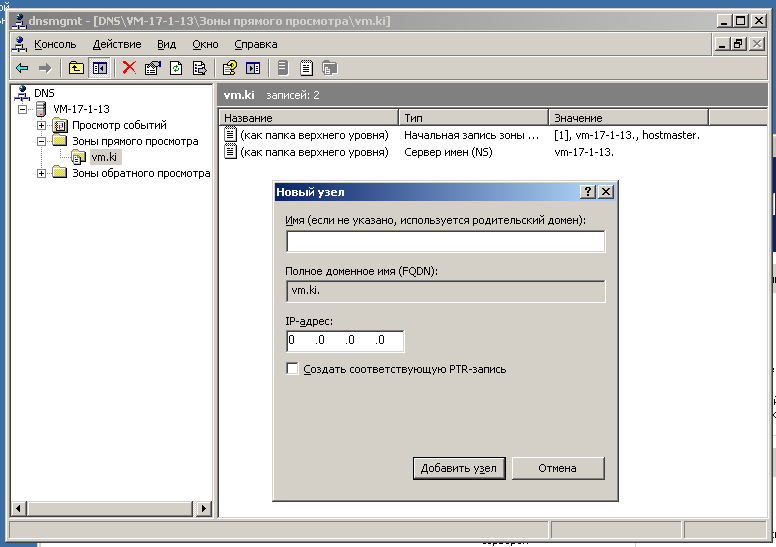 dnsmgmt - [DNS\VM-17-1-13\Зоны прямого просмотра\vm.ki]
Консоль Действие Вид Окно Справка
DNS
VM-17-1-13
Просмотр событий
Зоны прямого просмотра
vm.ki
Зоны обратного просмотра
vm.ki записей: 2
Название Тип Значение
(как папка верхнего уровня) Начальная запись зоны ... [1], vm-17-1-13., hostmaster.
(как папка верхнего уровня) Сервер имен (NS) vm-17-1-13.
Новый узел
Имя (если не указано, используется родительский домен):
Полное доменное имя (FQDN):
vm.ki.
IP-адрес:
0 .0 .0 .0
Создать соответствующую PTR-запись
Добавить узел Отмена